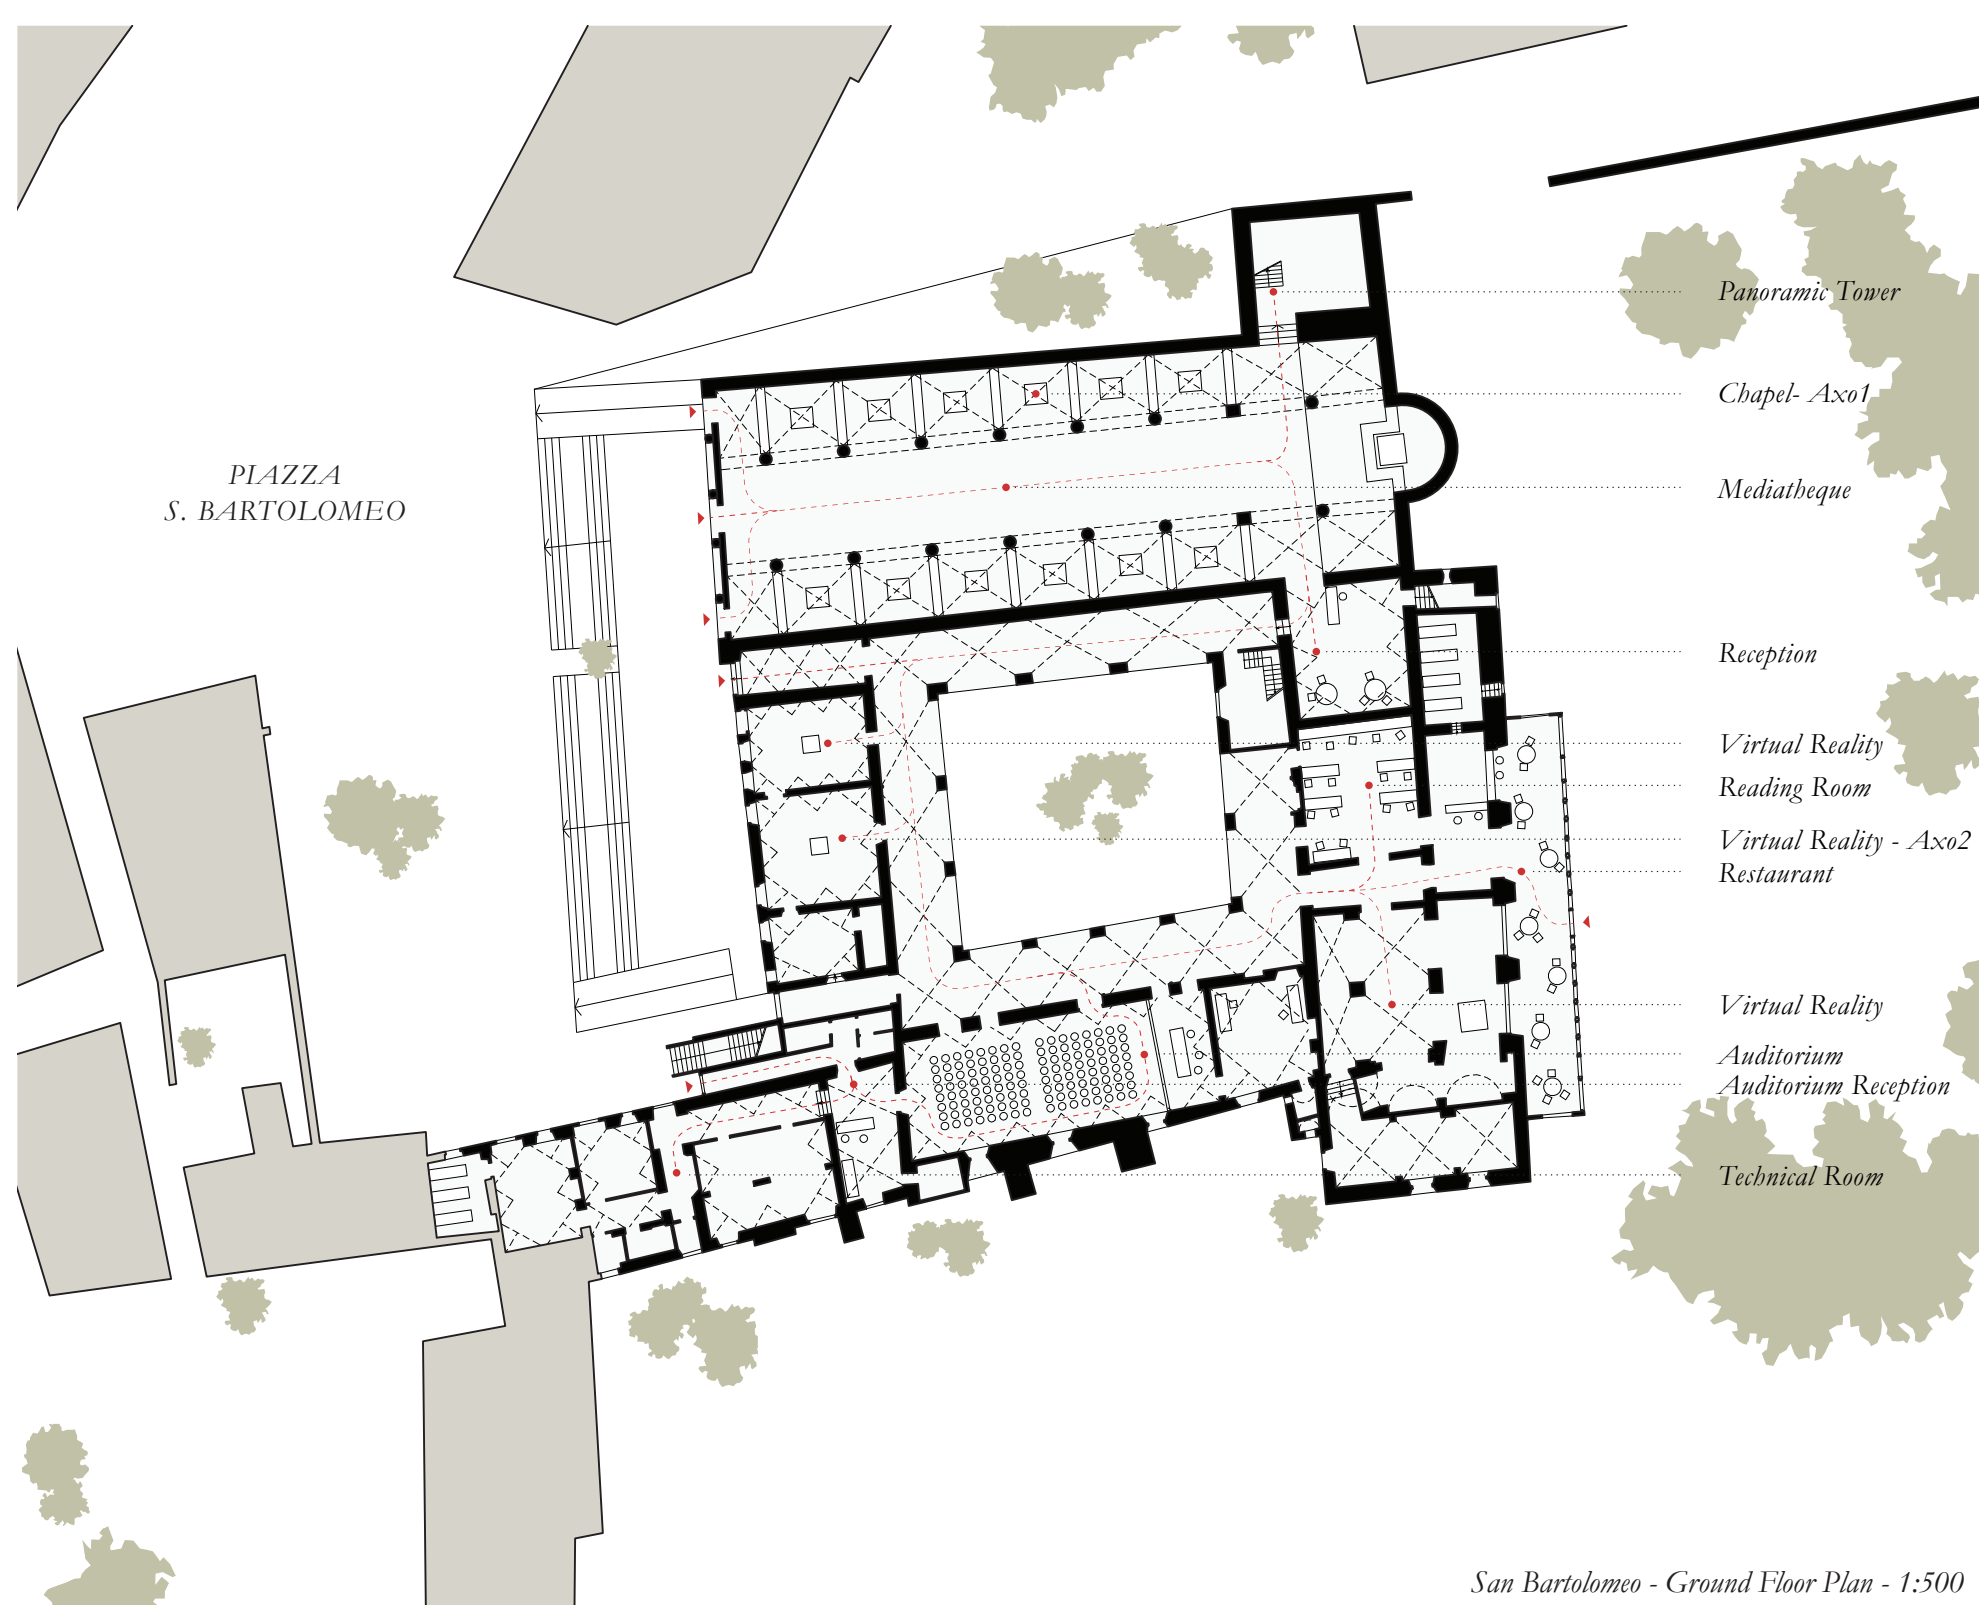 PIAZZA
S. BARTOLOMEO
Panoramic Tower
Chapel- Axo1
Mediatheque
Reception
Virtual Reality
Reading Room
Virtual Reality - Axo2
Restaurant
Virtual Reality
Auditorium
Auditorium Reception
Technical Room
San Bartolomeo - Ground Floor Plan - 1:500